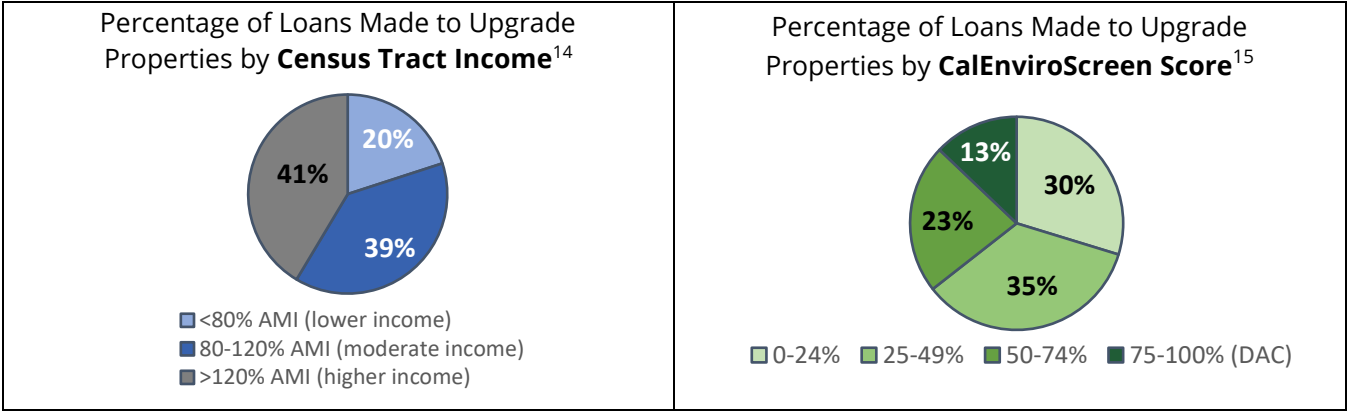 Percentage of Loans Made to Upgrade
Properties by Census Tract Income14
20%
41%
39%
<80% AMI (lower income)
80-120% AMI (moderate income)
>120% AMI (higher income)
Percentage of Loans Made to Upgrade
Properties by CalEnviroScreen Score15
13%
30%
23%
35%
0-24% 25-49% 50-74% 75-100% (DAC)